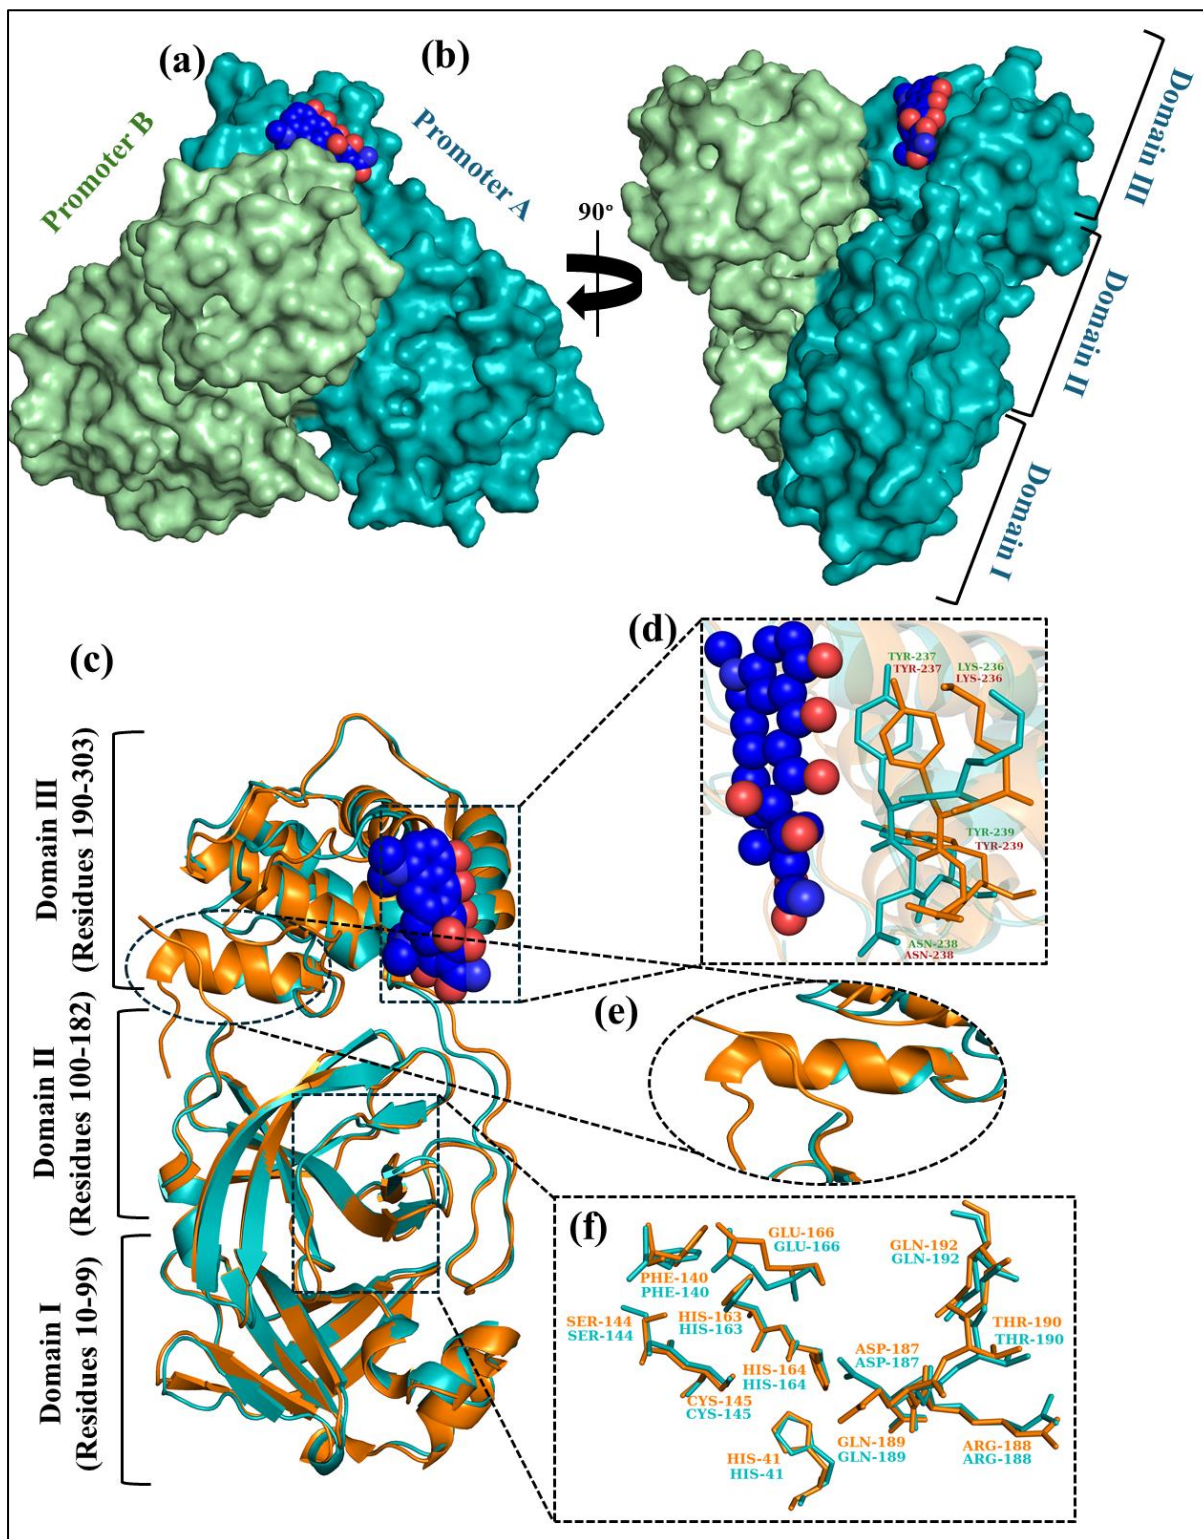 (a)
(b)
Promoter B
Promoter A
90°
Domain III
Domain II
Domain I
(c)
Domain III
(Residues 190-303)
Domain II
(Residues 100-182)
Domain I
(Residues 10-99)
(d)
TYR-237
TYR-237
LYS-236
LYS-236
TYR-239
TYR-239
ASN-238
ASN-238
(e)
(f)
GLU-166
GLU-166
GLN-192
GLN-192
PHE-140
PHE-140
SER-144
SER-144
HIS-163
HIS-163
THR-190
THR-190
ASP-187
ASP-187
HIS-164
HIS-164
CYS-145
CYS-145
HIS-41
HIS-41
GLN-189
GLN-189
ARG-188
ARG-188